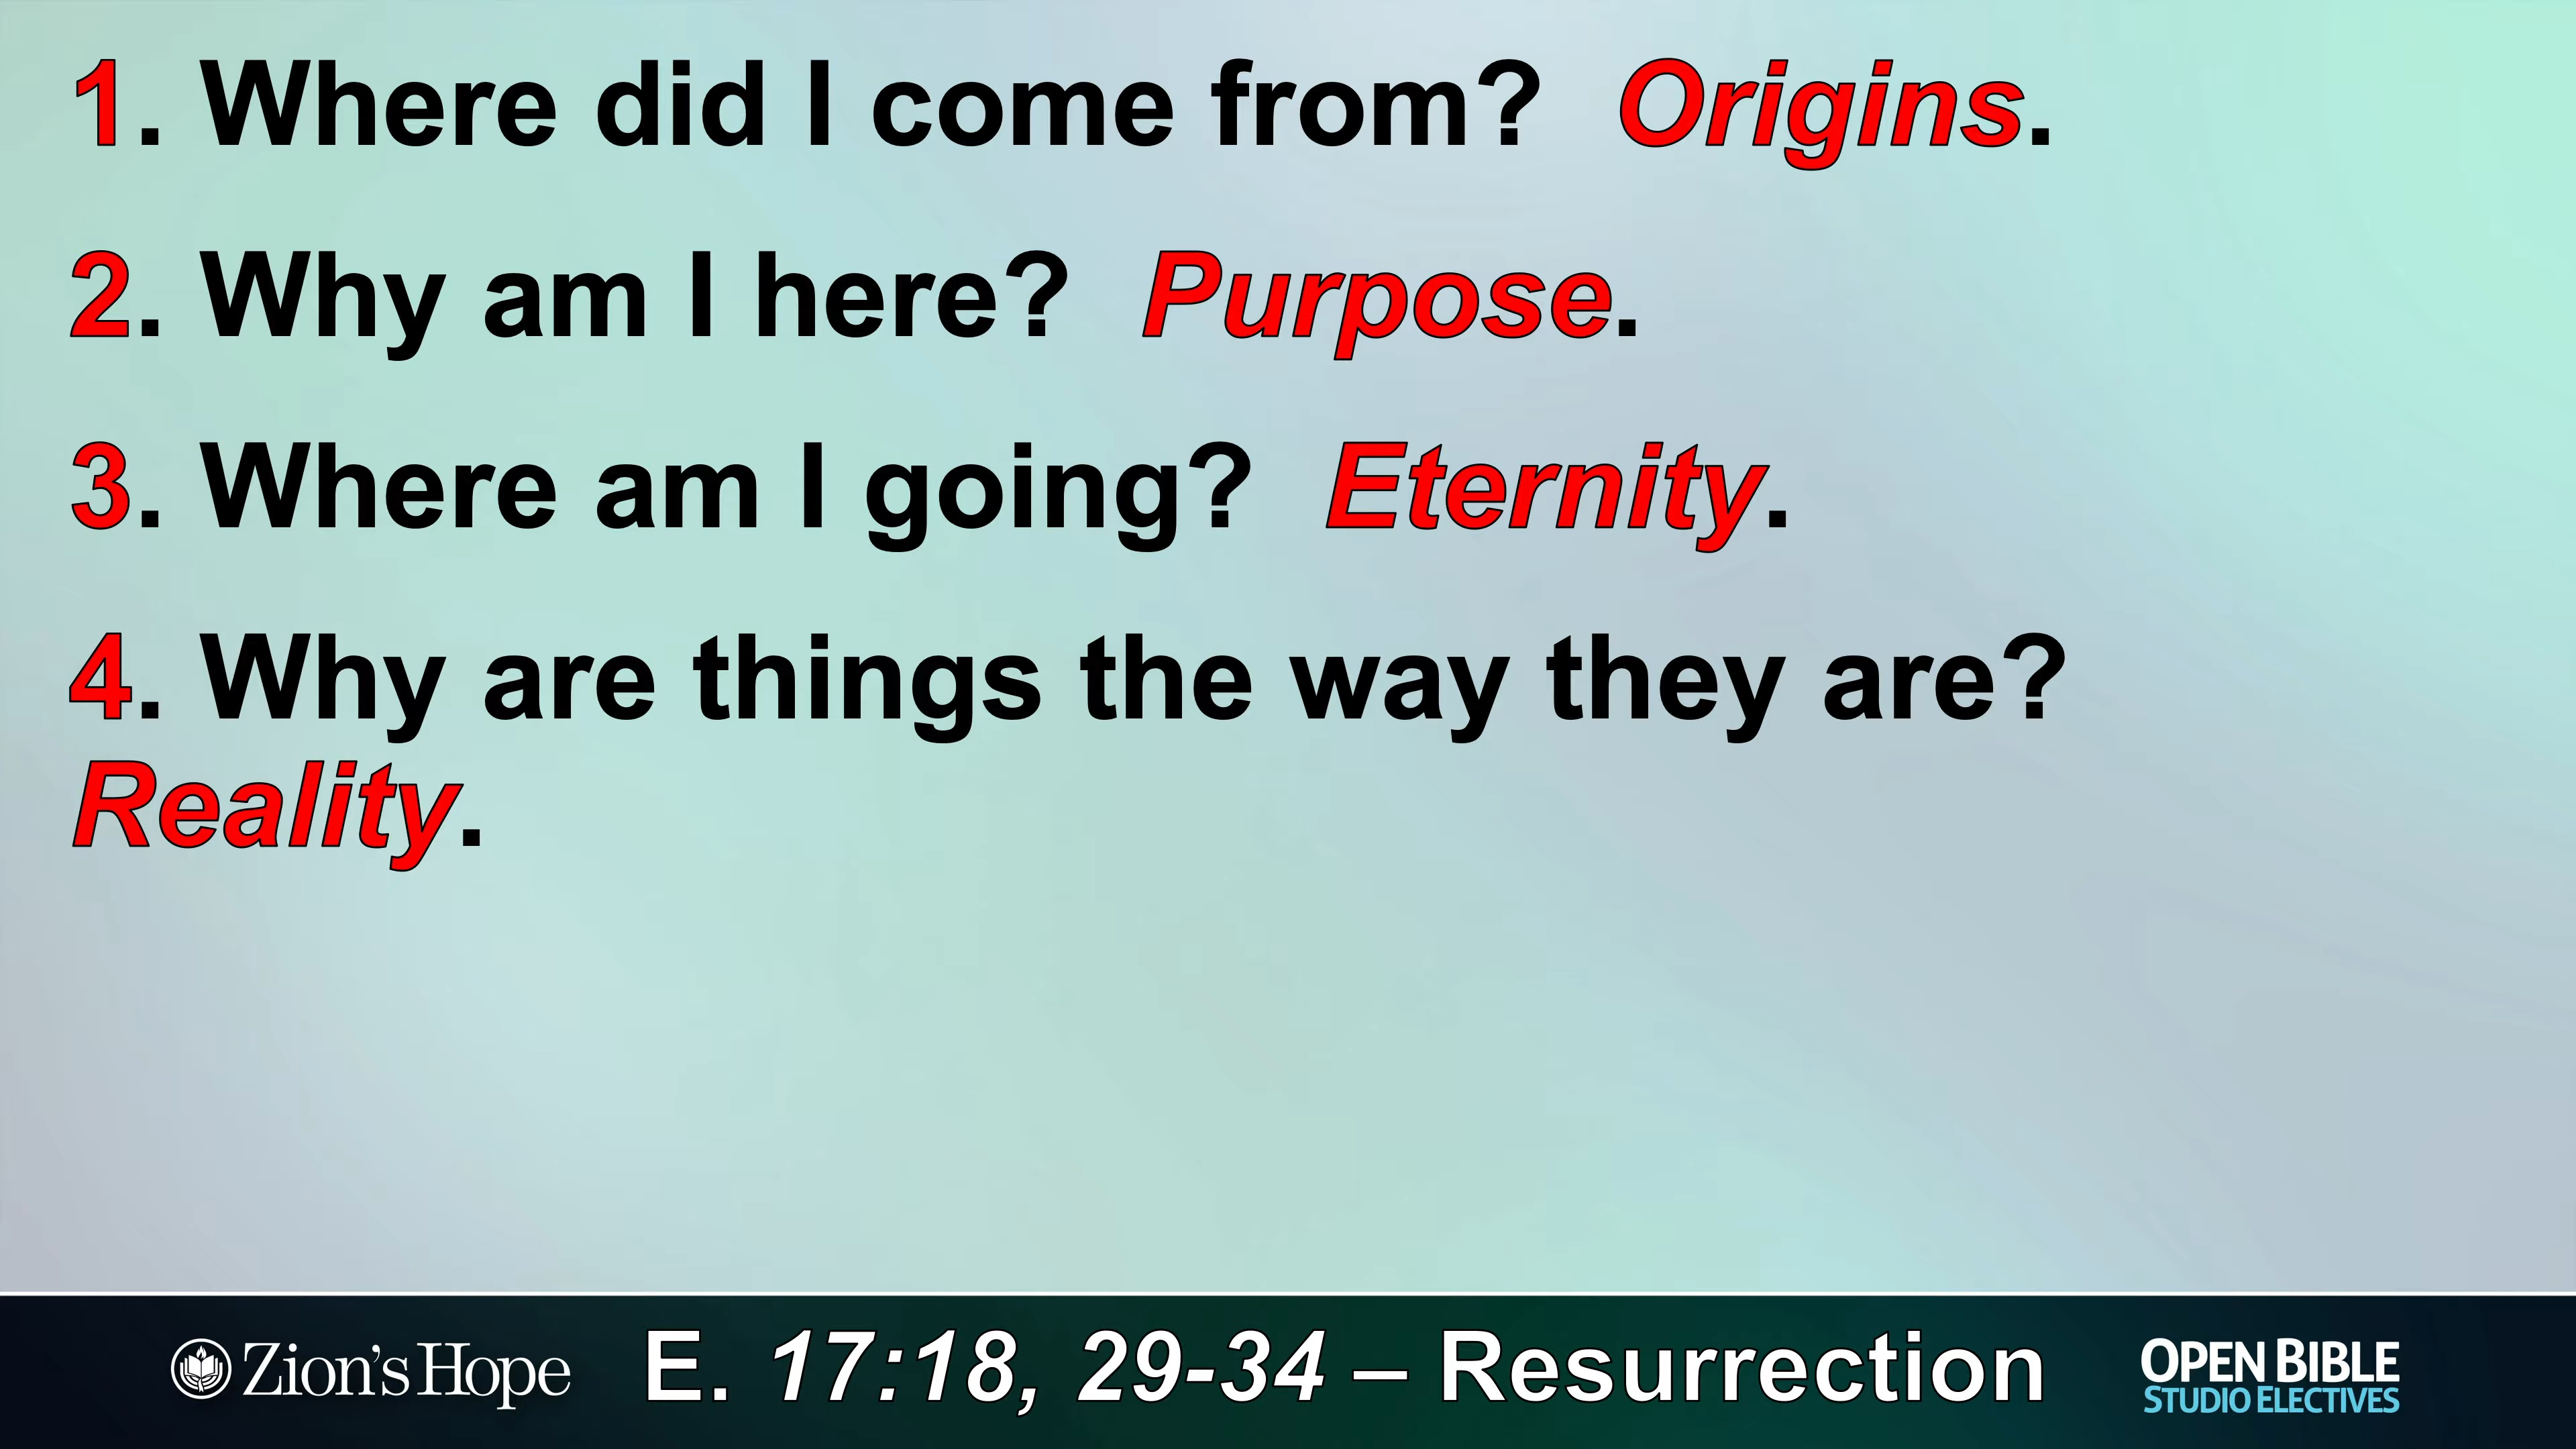 1. Where did I come from?  Origins.
2. Why am I here?  Purpose.
3. Where am I going?  Eternity.
4. Why are things the way they are?
Reality.
Zion's Hope
E. 17:18, 29-34 – Resurrection
OPEN BIBLE
STUDIO ELECTIVES